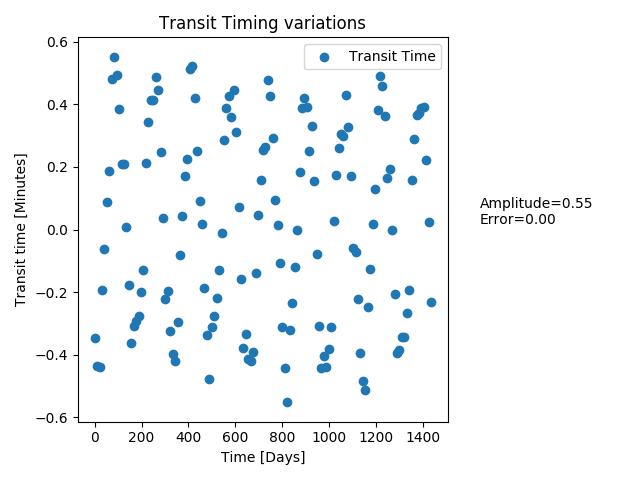 Transit Timing variations
Transit Time
0.6
0.4
0.2
0.0
−0.2
−0.4
−0.6
Transit time [Minutes]
0 200 400 600 800 1000 1200 1400
Time [Days]
Amplitude=0.55
Error=0.00